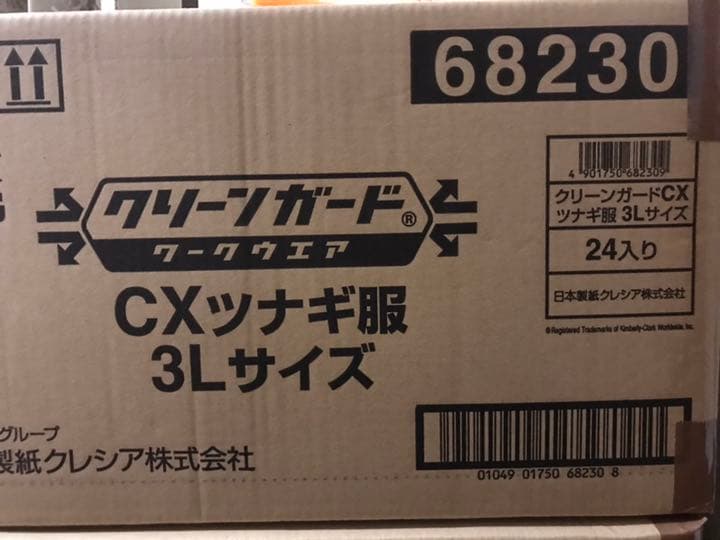 68230
4 901750 682309
クリーンガードCX
ツナギ服 3Lサイズ
24入り
日本製紙クレシア株式会社
®Registered Trademarks of Kimberly-Clark Worldwide, Inc.
クリーンガード®
ワークウエア
CXツナギ服
3Lサイズ
グループ
製紙クレシア株式会社
01049 01750 68230 8